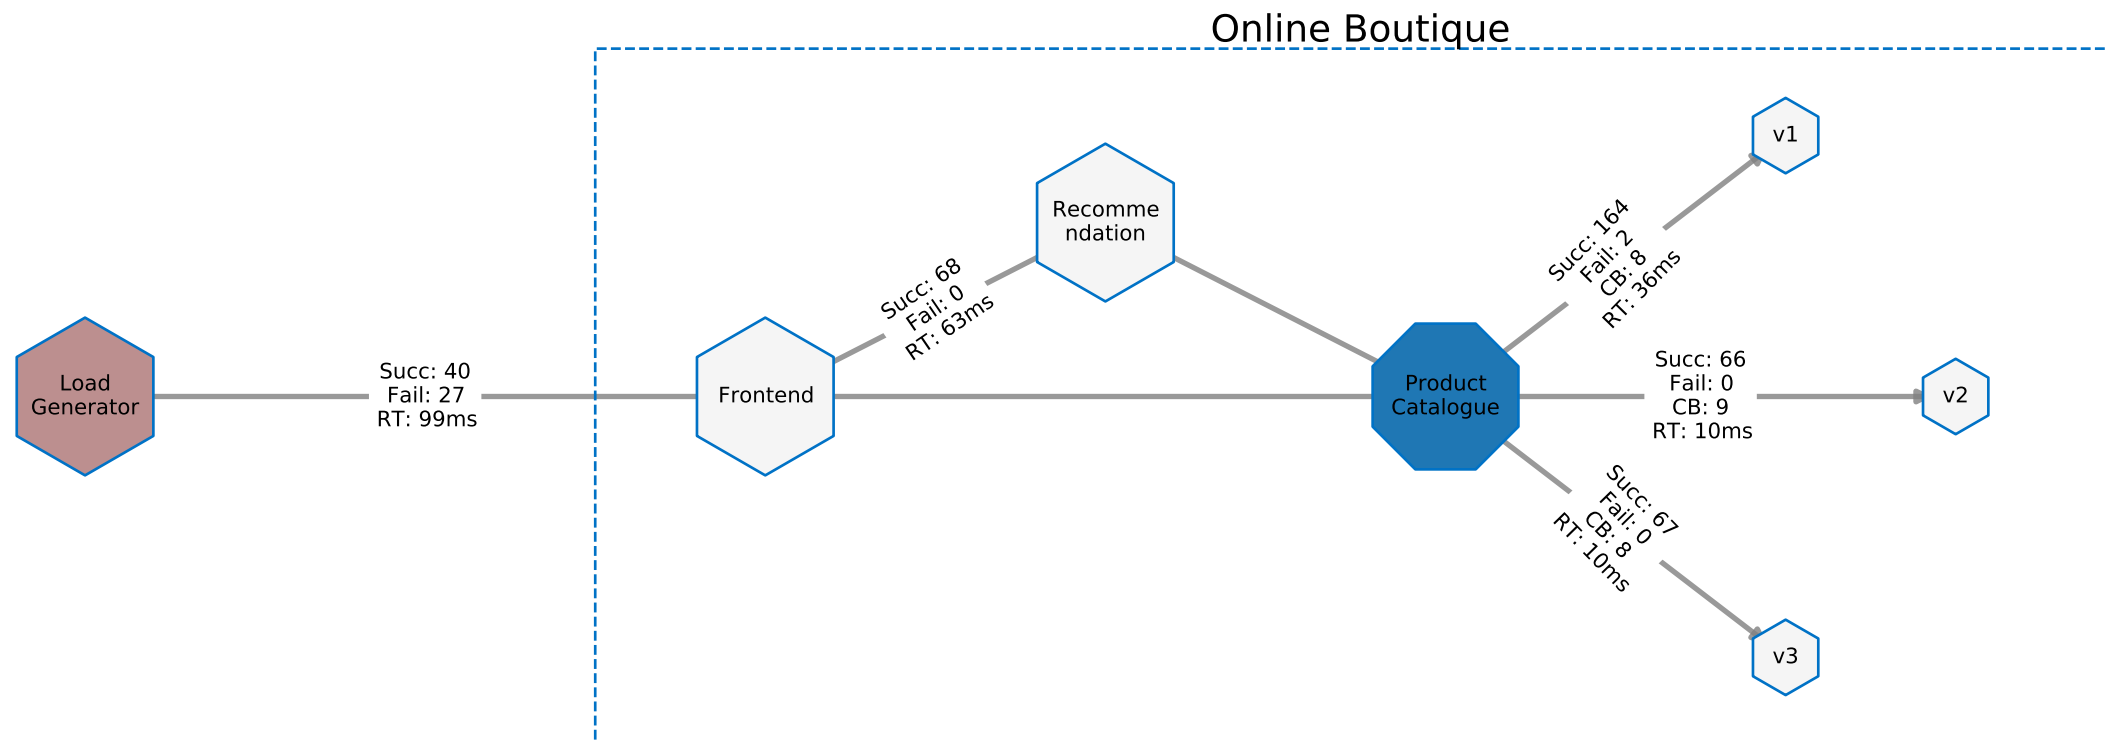 Online Boutique
Load
Generator
Succ: 40
Fail: 27
RT: 99ms
Frontend
Succ: 68
Fail: 0
RT: 63ms
Recomme
ndation
Product
Catalogue
Succ: 164
Fail: 2
CB: 8
RT: 36ms
v1
Succ: 66
Fail: 0
CB: 9
RT: 10ms
v2
Succ: 67
Fail: 0
CB: 8
RT: 10ms
v3